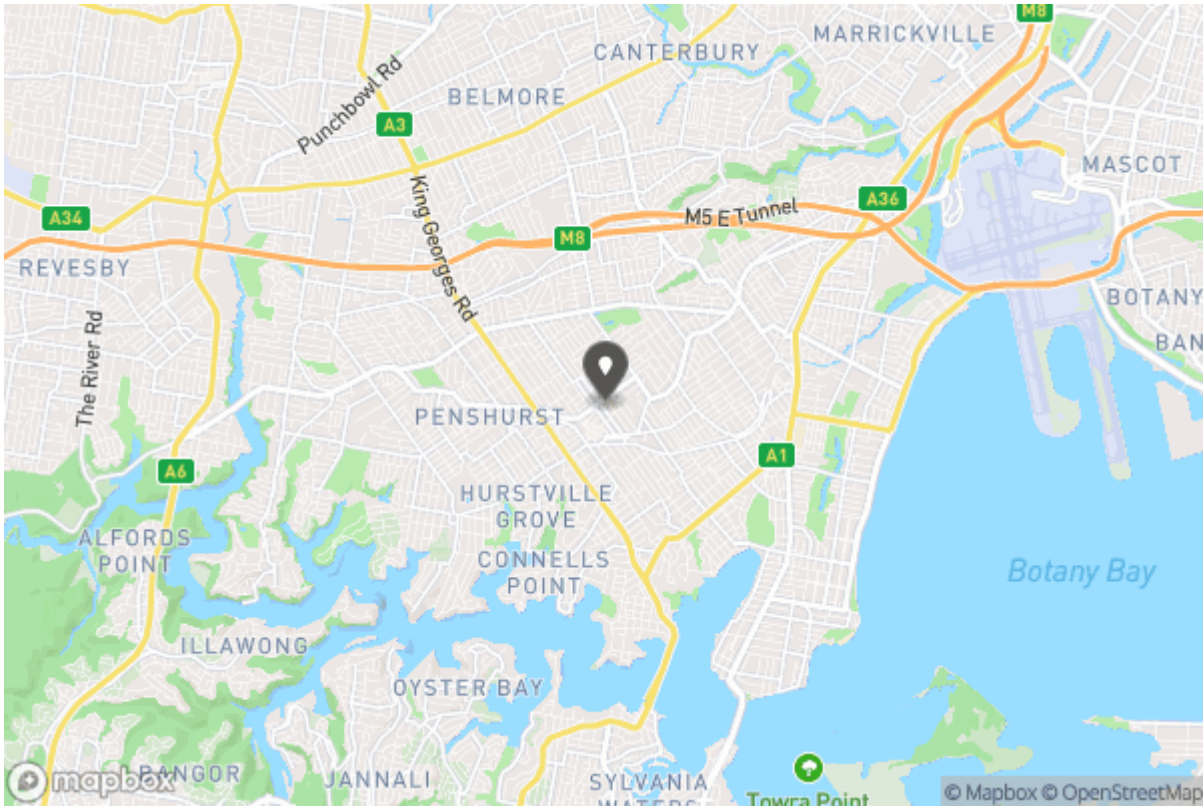 M8
MARRICKVILLE
CANTERBURY
Punchbowl Rd
BELMORE
A3
MASCOT
King Georges Rd
A36
A34
M5 E Tunnel
M8
REVESBY
BOTANY
BAN
The River Rd
PENSHURST
A1
A6
HURSTVILLE
GROVE
ALFORDS
POINT
CONNELLS
POINT
Botany Bay
ILLAWONG
OYSTER BAY
BANGOR
JANNALI
SYLVANIA
WATERS
Towra Point
mapbox
© Mapbox © OpenStreetMap